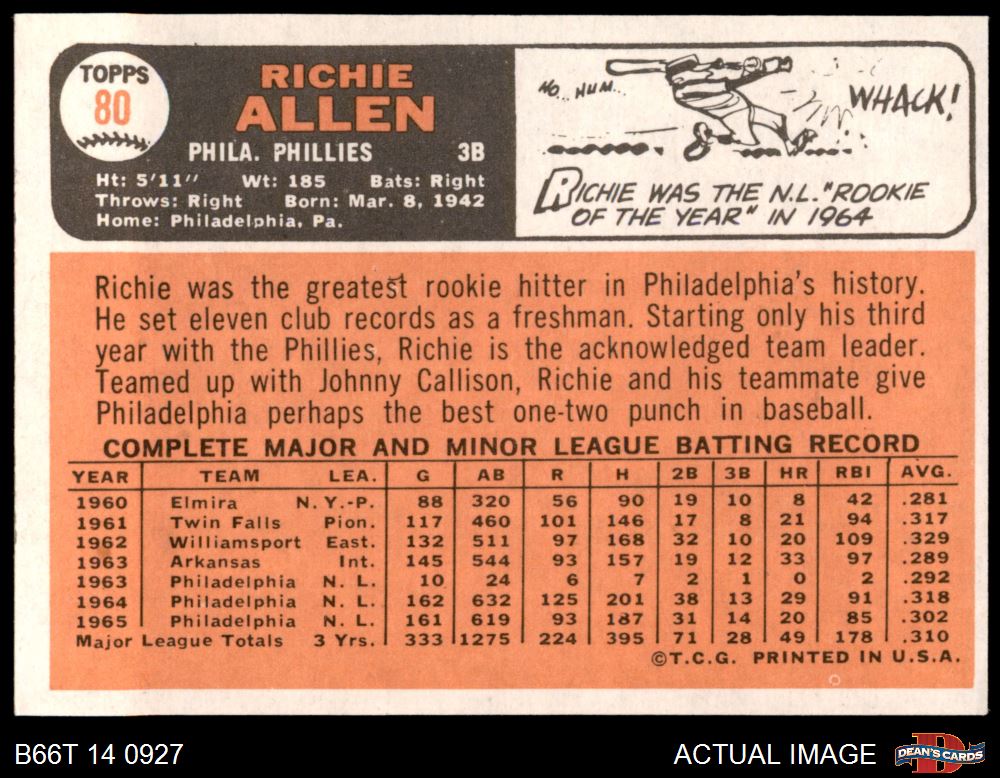 TOPPS
80
RICHIE
ALLEN
PHILA. PHILLIES 3B
Ht: 5'11" Wt: 185 Bats: Right
Throws: Right Born: Mar. 8, 1942
Home: Philadelphia, Pa.
HO.. HUM...
WHACK!
RICHIE WAS THE N.L. "ROOKIE
OF THE YEAR" IN 1964
Richie was the greatest rookie hitter in Philadelphia's history.
He set eleven club records as a freshman. Starting only his third
year with the Phillies, Richie is the acknowledged team leader.
Teamed up with Johnny Callison, Richie and his teammate give
Philadelphia perhaps the best one-two punch in baseball.
COMPLETE MAJOR AND MINOR LEAGUE BATTING RECORD
YEAR TEAM LEA. G AB R H 2B 3B HR RBI AVG.
1960 Elmira N.Y.-P. 88 320 56 90 19 10 8 42 .281
1961 Twin Falls Pion. 117 460 101 146 17 8 21 94 .317
1962 Williamsport East. 132 511 97 168 32 10 20 109 .329
1963 Arkansas Int. 145 544 93 157 19 12 33 97 .289
1963 Philadelphia N. L. 10 24 6 7 2 1 0 2 .292
1964 Philadelphia N. L. 162 632 125 201 38 13 29 91 .318
1965 Philadelphia N. L. 161 619 93 187 31 14 20 85 .302
Major League Totals 3 Yrs. 333 1275 224 395 71 28 49 178 .310
©T.C.G. PRINTED IN U.S.A.
B66T 14 0927
ACTUAL IMAGE
DEAN'S CARDS